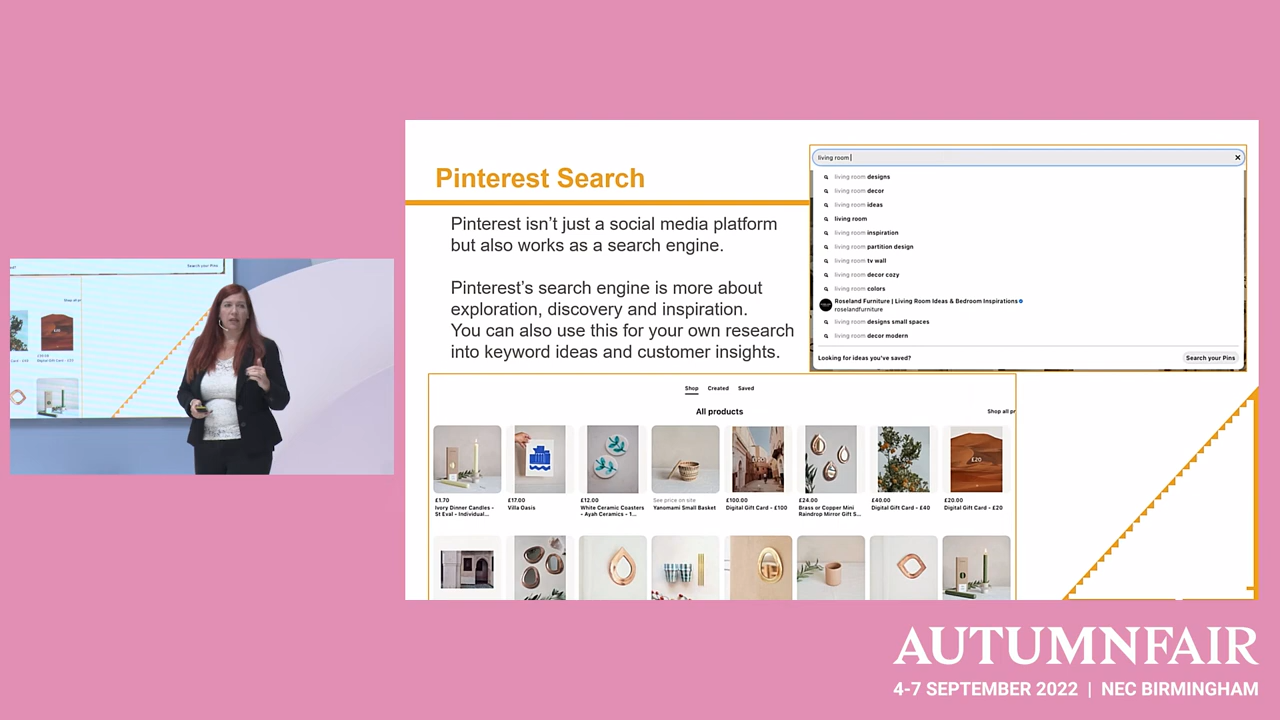 Pinterest Search
Pinterest isn't just a social media platform
but also works as a search engine.
Pinterest's search engine is more about
exploration, discovery and inspiration.
You can also use this for your own research
into keyword ideas and customer insights.
living room
living room designs
living room decor
living room ideas
living room
living room inspiration
living room partition design
living room tv wall
living room decor cozy
living room colors
Roseland Furniture | Living Room Ideas & Bedroom Inspirations
roselandfurniture
living room designs small spaces
living room decor modern
Looking for ideas you've saved?
Search your Pins
Shop Created Saved
All products
Shop all pr
£20
£1.70
Ivory Dinner Candles -
St Eval - Individual...
£17.00
Villa Oasis
£12.00
White Ceramic Coasters
- Ayah Ceramics - 1...
See price on site
Yanomami Small Basket
£100.00
Digital Gift Card - £100
£24.00
Brass or Copper Mini
Raindrop Mirror Gift S...
£40.00
Digital Gift Card - £40
£20.00
Digital Gift Card - £20
Search your Pins
AUTUMNFAIR
4-7 SEPTEMBER 2022 | NEC BIRMINGHAM